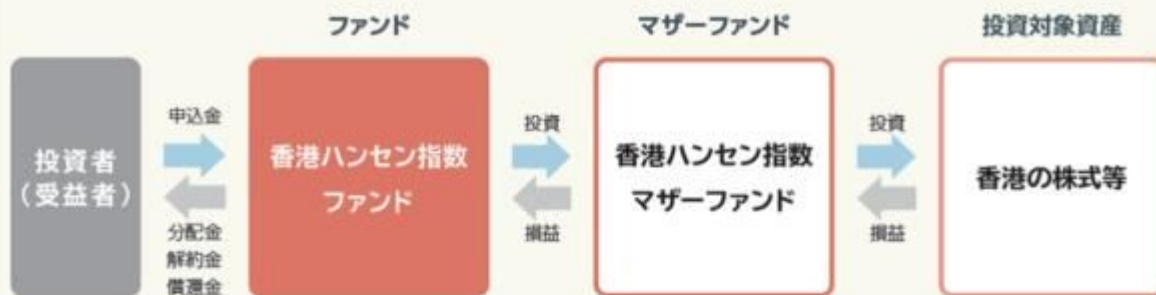 ファンド
マザーファンド
投資対象資産
投資者
(受益者)
申込金
分配金
解約金
償還金
香港ハンセン指数
ファンド
投資
損益
香港ハンセン指数
マザーファンド
投資
損益
香港の株式等